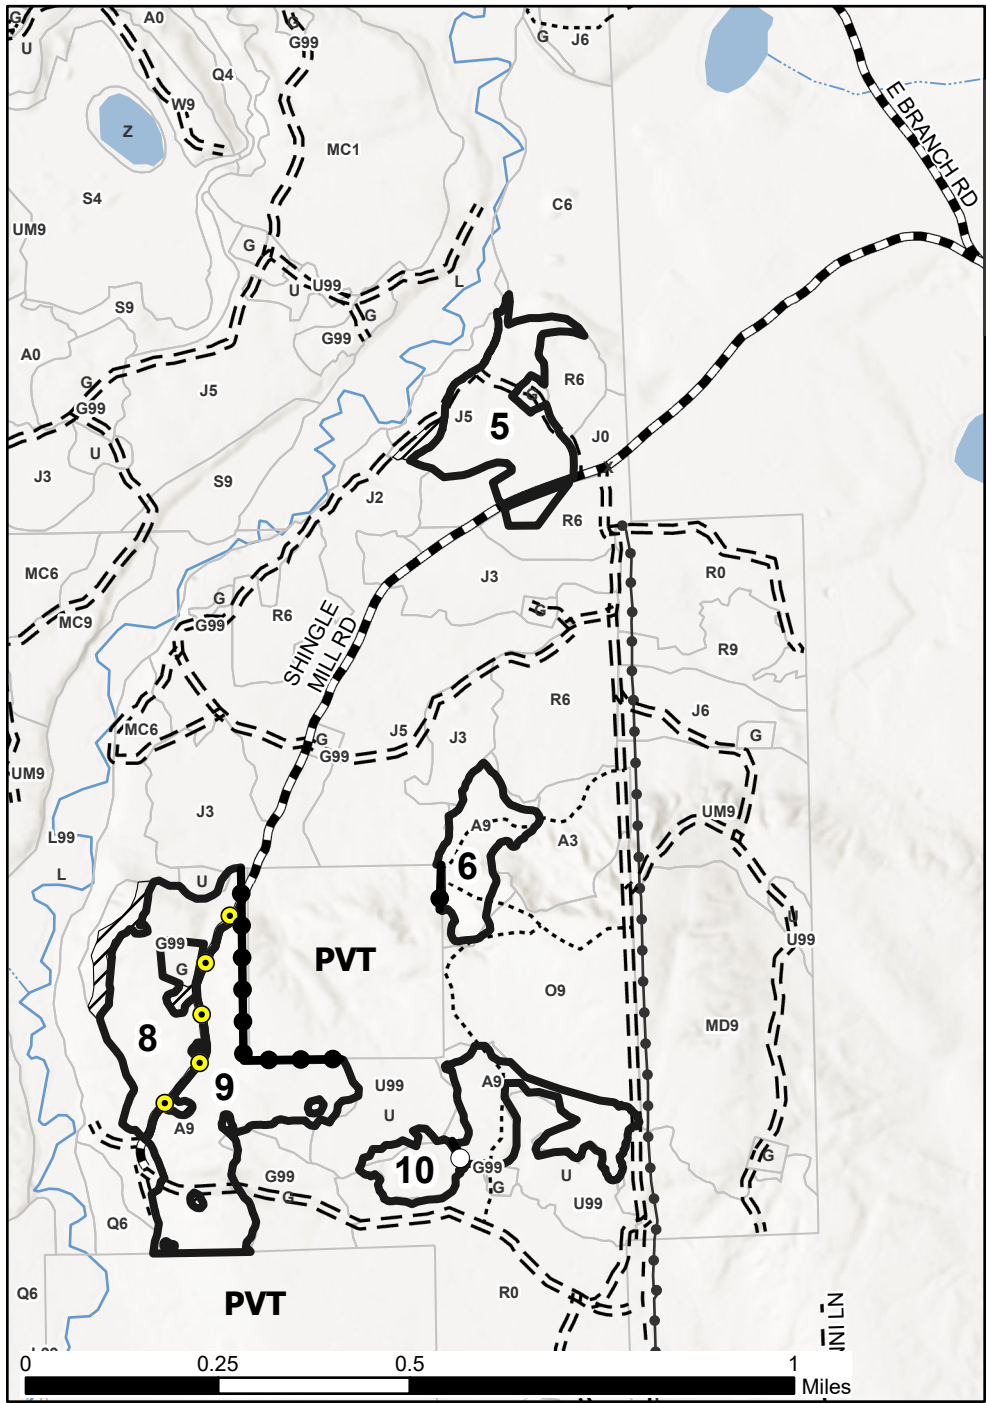 G
A0
G
G
J6
U
G99
Q4
W9
Z
MC1
E BRANCH RD
S4
C6
UM9
G
U99
L
U
S9
G
G99
A0
G
J5
R6
G
G99
J5
5
J0
U
J3
S9
J2
x
R6
MC6
J3
R0
G
R6
G
MC9
G99
R9
SHINGLE
MILL RD
R6
J6
MC6
J5
J3
G
G
G99
UM9
J3
UM9
A9
A3
L99
6
L
U
G99
PVT
U99
G
O9
8
MD9
9
U99
A9
U
A9
G
10
G99
G99
U
G
G
U99
Q6
Q6
R0
PVT
NI LN
L99
0
0.25
0.5
1
Miles